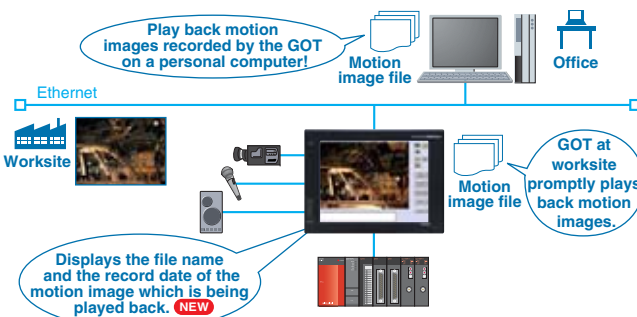 Play back motion
images recorded by the GOT
on a personal computer!
Motion
image file
Office
Ethernet
Worksite
Motion
image file
GOT at
worksite
promptly plays
back motion
images.
Displays the file name
and the record date of the
motion image which is being
played back. NEW